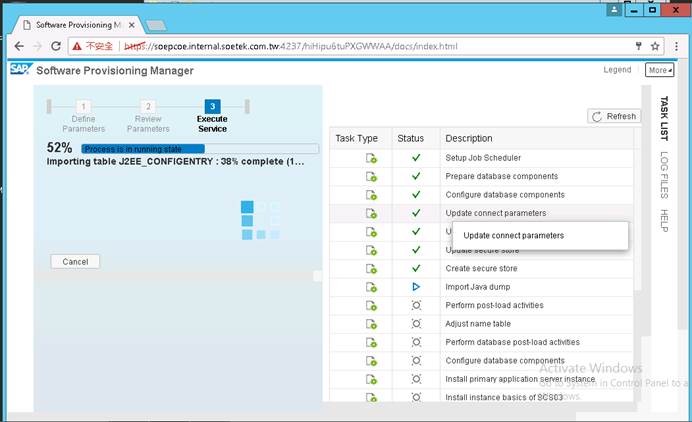 Software Provisioning Man
不安全
https://soepcoe.internal.soetek.com.tw:4237/hiHipu6tuPXGWWAA/docs/index.html
SAP
Software Provisioning Manager
Legend
More
1
Define
Parameters
2
Review
Parameters
3
Execute
Service
52%
Process is in running state
Importing table J2EE_CONFIGENTRY : 38% complete (1...
Cancel
Refresh
Task Type
Status
Description
Setup Job Scheduler
Prepare database components
Configure database components
Update connect parameters
Update connect parameters
Update secure store
Create secure store
Import Java dump
Perform post-load activities
Adjust name table
Perform database post-load activities
Configure database components
Install primary application server instance
Install instance basics of SCS03
TASK LIST
LOG FILES
HELP
Activate Windows
Go to System in Control Panel to a